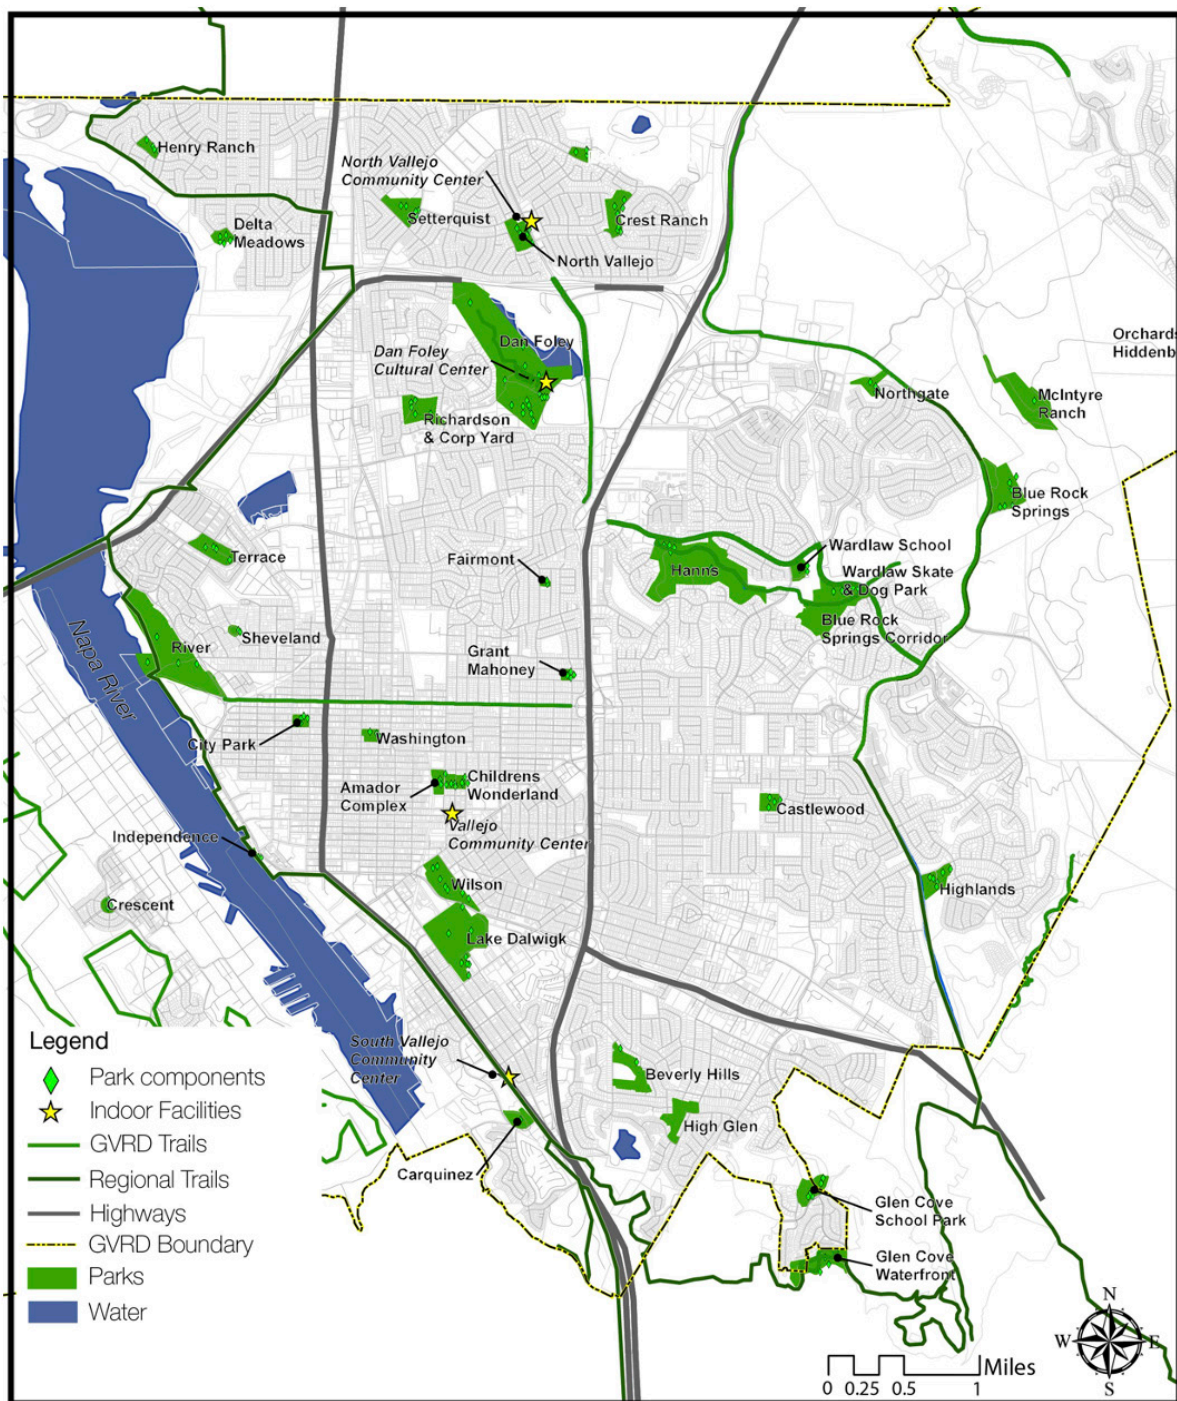 Henry Ranch
North Vallejo
Community Center
Setterquist
Crest Ranch
Delta
Meadows
North Vallejo
Dan Foley
Dan Foley
Cultural Center
Orchards
Hiddenb
Northgate
McIntyre
Ranch
Richardson
& Corp Yard
Blue Rock
Springs
Terrace
Fairmont
Hanns
Wardlaw School
Wardlaw Skate
& Dog Park
Blue Rock
Springs Corridor
Napa River
River
Sheveland
Grant
Mahoney
City Park
Washington
Amador
Complex
Childrens
Wonderland
Castlewood
Vallejo
Community Center
Independence
Wilson
Highlands
Crescent
Lake Dalwigk
South Vallejo
Community
Center
Beverly Hills
High Glen
Carquinez
Glen Cove
School Park
Glen Cove
Waterfront
Legend
Park components
Indoor Facilities
GVRD Trails
Regional Trails
Highways
GVRD Boundary
Parks
Water
N
W E
S
Miles
0 0.25 0.5 1